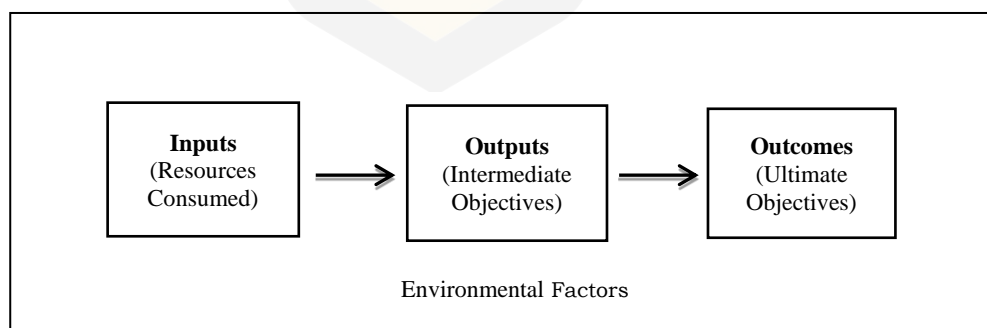 Inputs
(Resources
Consumed)
Outputs
(Intermediate
Objectives)
Outcomes
(Ultimate
Objectives)
Environmental Factors